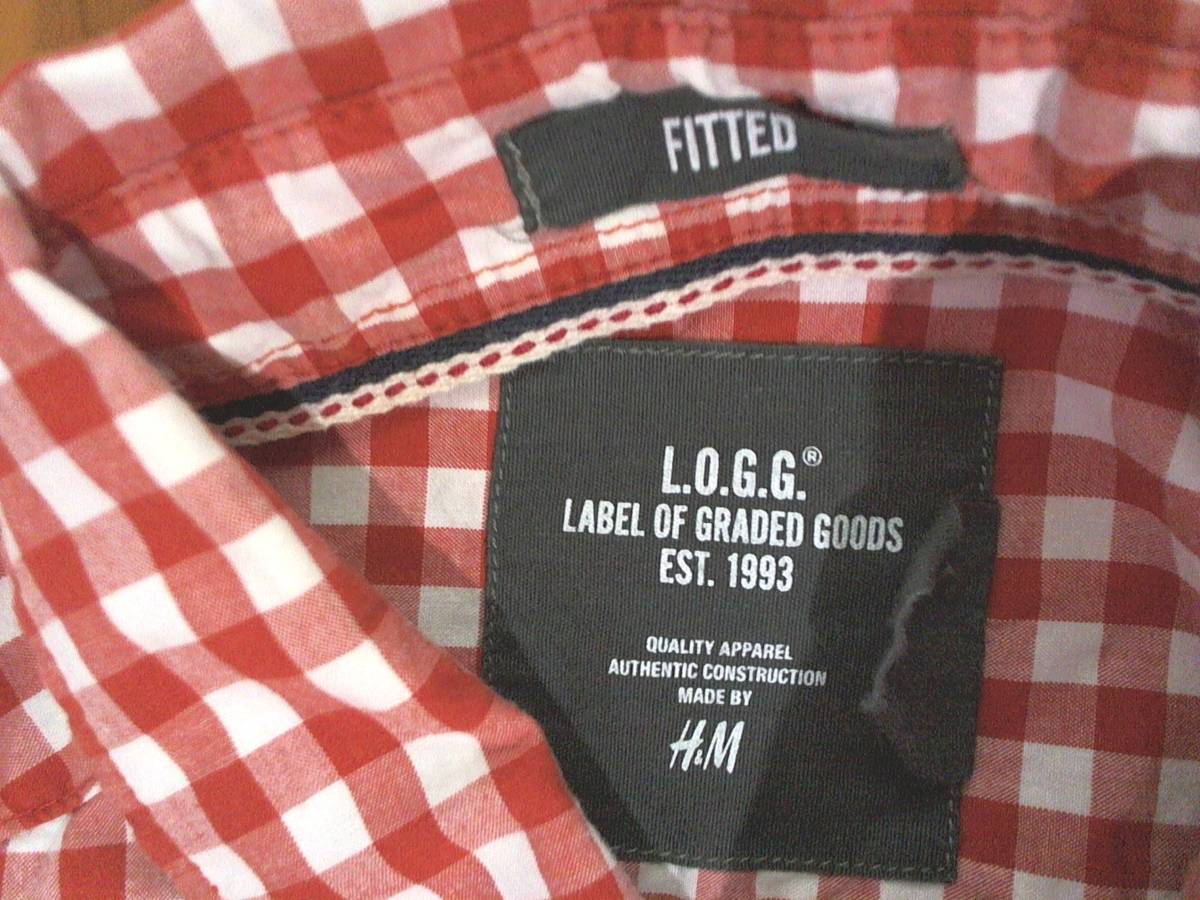 FITTED
L.O.G.G.®
LABEL OF GRADED GOODS
EST. 1993
QUALITY APPAREL
AUTHENTIC CONSTRUCTION
MADE BY
H&M